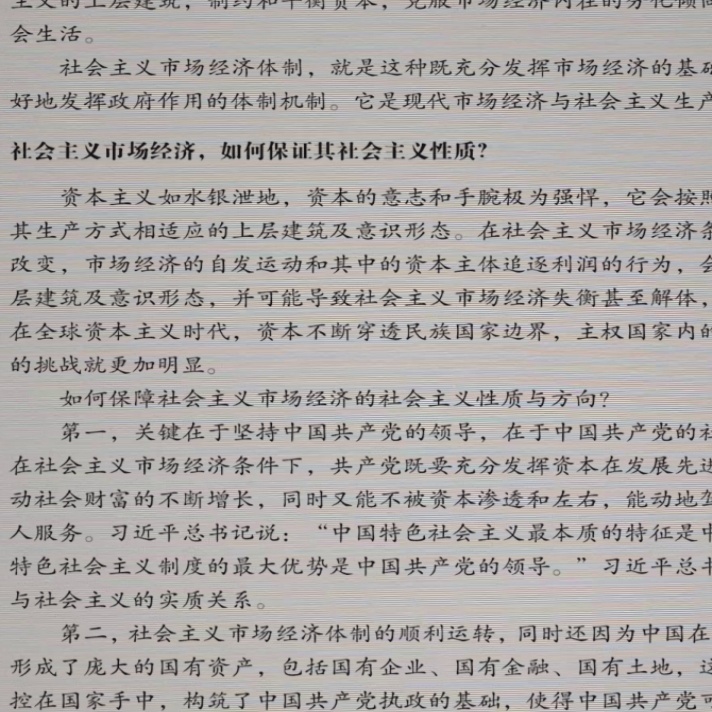 主义的上层建筑，制约和平衡资本，克服市场经济内在的分化倾向
会生活。
社会主义市场经济体制，就是这种既充分发挥市场经济的基础
好地发挥政府作用的体制机制。它是现代市场经济与社会主义生产
社会主义市场经济，如何保证其社会主义性质？
资本主义如水银泄地，资本的意志和手腕极为强悍，它会按照
其生产方式相适应的上层建筑及意识形态。在社会主义市场经济条
改变，市场经济的自发运动和其中的资本主体追逐利润的行为，会
层建筑及意识形态，并可能导致社会主义市场经济失衡甚至解体，
在全球资本主义时代，资本不断穿透民族国家边界，主权国家内的
的挑战就更加明显。
如何保障社会主义市场经济的社会主义性质与方向？
第一，关键在于坚持中国共产党的领导，在于中国共产党的社
在社会主义市场经济条件下，共产党既要充分发挥资本在发展先进
动社会财富的不断增长，同时又能不被资本渗透和左右，能动地驾
人服务。习近平总书记说：“中国特色社会主义最本质的特征是中
特色社会主义制度的最大优势是中国共产党的领导。”习近平总书
与社会主义的实质关系。
第二，社会主义市场经济体制的顺利运转，同时还因为中国在
形成了庞大的国有资产，包括国有企业、国有金融、国有土地，这
控在国家手中，构筑了中国共产党执政的基础，使得中国共产党可